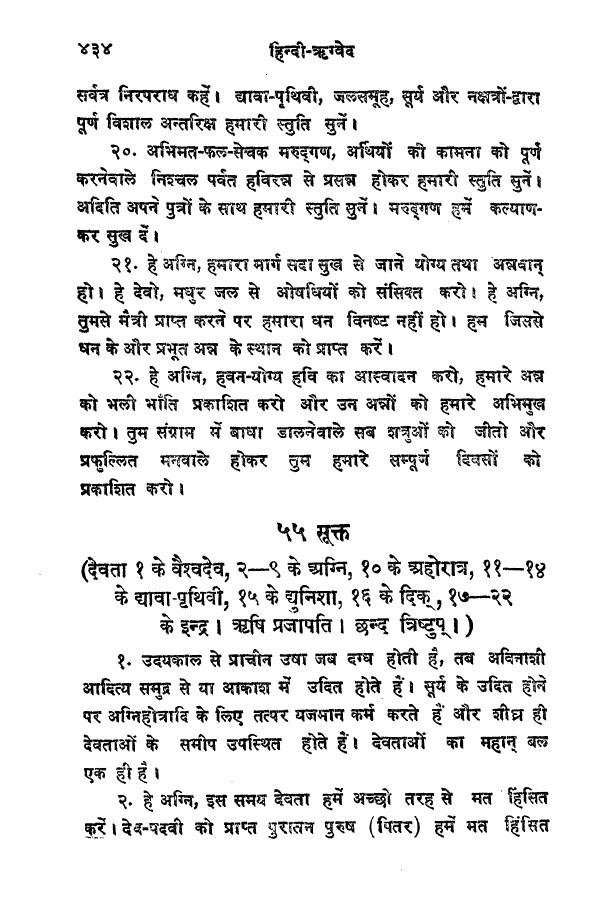 ४३४ हिन्दी-ऋग्वेद
सर्वत्र निरपराध कहें। द्यावा-पृथिवी, जलसमूह, सूर्य और नक्षत्रों-द्वारा
पूर्ण विशाल अन्तरिक्ष हमारी स्तुति सुनें।
२०. अभिमत-फल-सेचक मरुद्गण, अर्थियों की कामना को पूर्ण
करनेवाले निश्चल पर्वत हविरन्न से प्रसन्न होकर हमारी स्तुति सुनें।
अदिति अपने पुत्रों के साथ हमारी स्तुति सुनें। मरुद्गण हमें कल्याण-
कर सुख दें।
२१. हे अग्नि, हमारा मार्ग सदा सुख से जाने योग्य तथा अन्नवान्
हो। हे देवो, मधुर जल से ओषधियों को संसिक्त करो। हे अग्नि,
तुमसे मैत्री प्राप्त करने पर हमारा धन विनष्ट नहीं हो। हम जिससे
धन के और प्रभूत अन्न के स्थान को प्राप्त करें।
२२. हे अग्नि, हवन-योग्य हवि का आस्वादन करो, हमारे अन्न
को भली भाँति प्रकाशित करो और उन अन्नों को हमारे अभिमुख
करो। तुम संग्राम में बाधा डालनेवाले सब शत्रुओं को जीतो और
प्रफुल्लित मनवाले होकर तुम हमारे सम्पूर्ण दिवसों को
प्रकाशित करो।
५५ सूक्त
(देवता १ के वैश्वदेव, २—९ के अग्नि, १० के अहोरात्र, ११—१४
के द्यावा-पृथिवी, १५ के द्युनिशा, १६ के दिक्, १७—२२
के इन्द्र। ऋषि प्रजापति। छन्द त्रिष्टुप्।)
१. उदयकाल से प्राचीन उषा जब दग्ध होती है, तब अविनाशी
आदित्य समुद्र से या आकाश में उदित होते हैं। सूर्य के उदित होने
पर अग्निहोत्रादि के लिए तत्पर यजमान कर्म करते हैं और शीघ्र ही
देवताओं के समीप उपस्थित होते हैं। देवताओं का महान् बल
एक ही है।
२. हे अग्नि, इस समय देवता हमें अच्छी तरह से मत हिंसित
करें। देव-पदवी को प्राप्त पुरातन पुरुष (पितर) हमें मत हिंसित